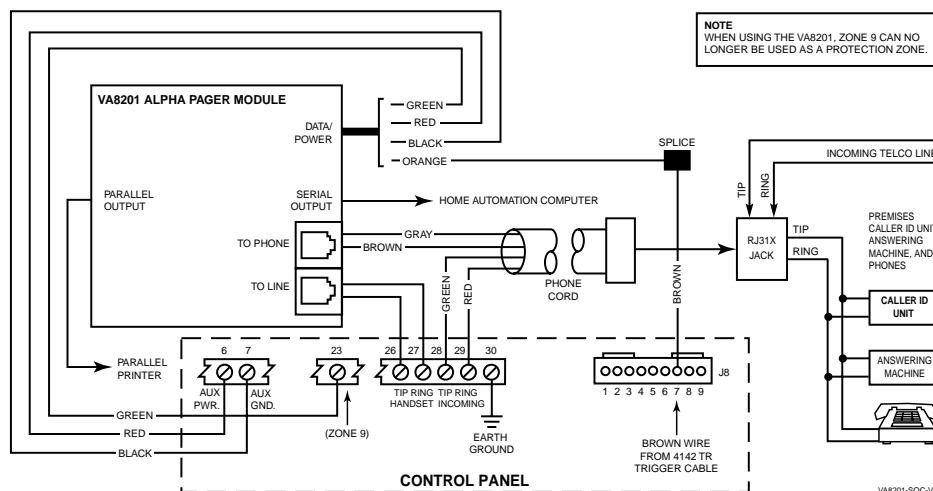 NOTE
WHEN USING THE VA8201, ZONE 9 CAN NO
LONGER BE USED AS A PROTECTION ZONE.
VA8201 ALPHA PAGER MODULE
DATA/
POWER
GREEN
RED
BLACK
ORANGE
SPLICE
INCOMING TELCO LINE
TIP
RING
PARALLEL
OUTPUT
SERIAL
OUTPUT
HOME AUTOMATION COMPUTER
TO PHONE
GRAY
BROWN
TO LINE
GREEN
RED
PHONE
CORD
BROWN
RJ31X
JACK
TIP
RING
PREMISES
CALLER ID UNIT
ANSWERING
MACHINE, AND
PHONES
CALLER ID
UNIT
ANSWERING
MACHINE
PARALLEL
PRINTER
6 7 23 26 27 28 29 30
AUX
PWR.
AUX
GND.
(ZONE 9)
TIP RING TIP RING
HANDSET INCOMING
EARTH
GROUND
J8
1 2 3 4 5 6 7 8 9
BROWN WIRE
FROM 4142 TR
TRIGGER CABLE
GREEN
RED
BLACK
CONTROL PANEL